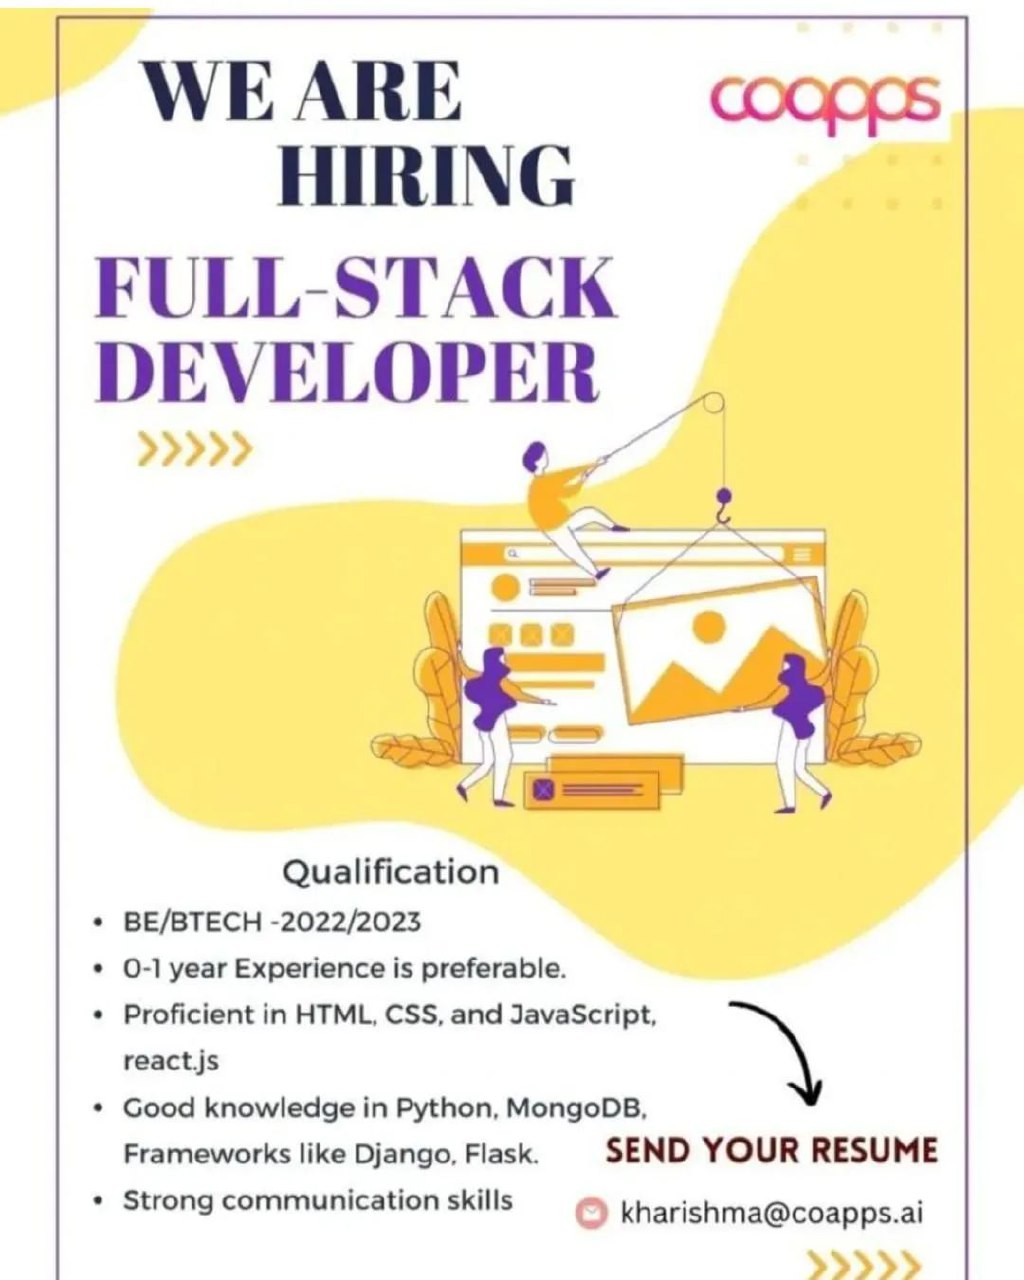 WE ARE
HIRING
coapps
FULL-STACK
DEVELOPER
Qualification
• BE/BTECH -2022/2023
• 0-1 year Experience is preferable.
• Proficient in HTML, CSS, and JavaScript,
react.js
• Good knowledge in Python, MongoDB,
Frameworks like Django, Flask.
• Strong communication skills
SEND YOUR RESUME
kharishma@coapps.ai